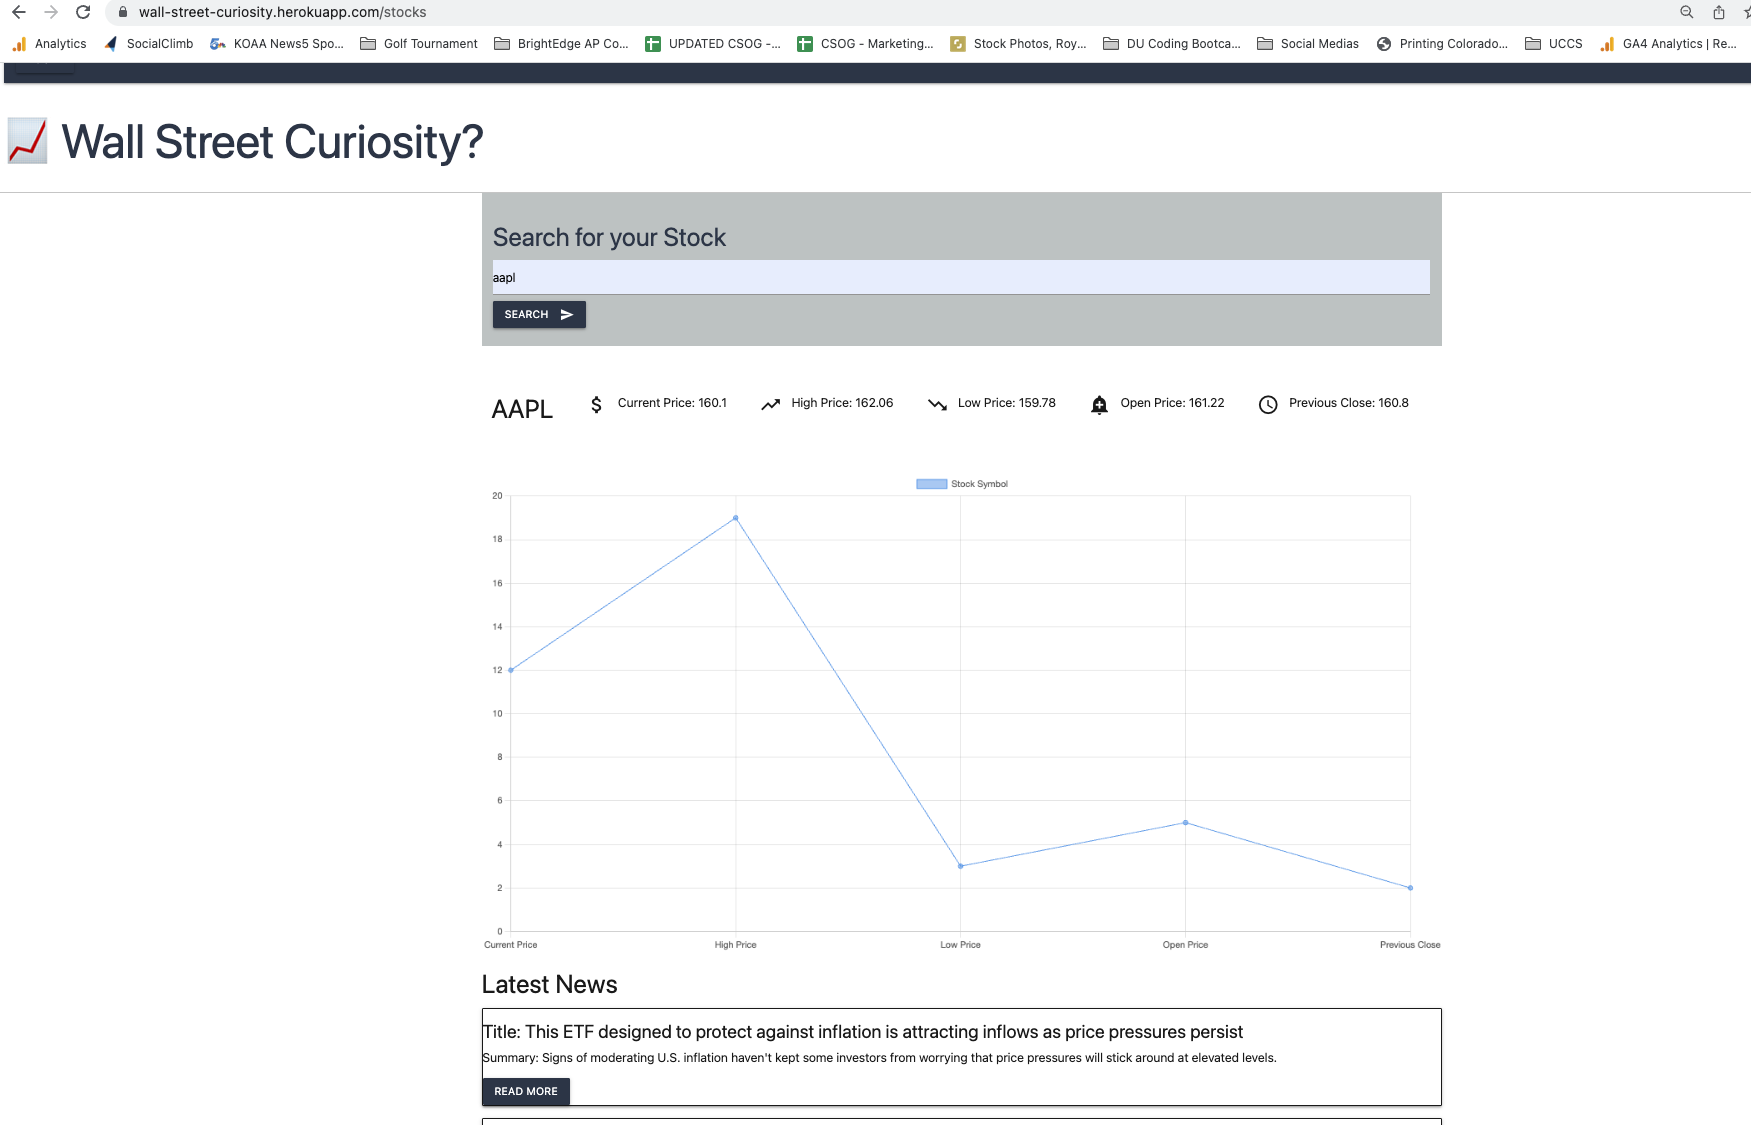 wall-street-curiosity.herokuapp.com/stocks
Analytics SocialClimb KOAA News5 Spo... Golf Tournament BrightEdge AP Co... UPDATED CSOG -... CSOG - Marketing... Stock Photos, Roy... DU Coding Bootca... Social Medias Printing Colorado... UCCS GA4 Analytics | Re...
Wall Street Curiosity?
Search for your Stock
aapl
SEARCH
AAPL Current Price: 160.1 High Price: 162.06 Low Price: 159.78 Open Price: 161.22 Previous Close: 160.8
Stock Symbol
20
18
16
14
12
10
8
6
4
2
0
Current Price High Price Low Price Open Price Previous Close
Latest News
Title: This ETF designed to protect against inflation is attracting inflows as price pressures persist
Summary: Signs of moderating U.S. inflation haven't kept some investors from worrying that price pressures will stick around at elevated levels.
READ MORE